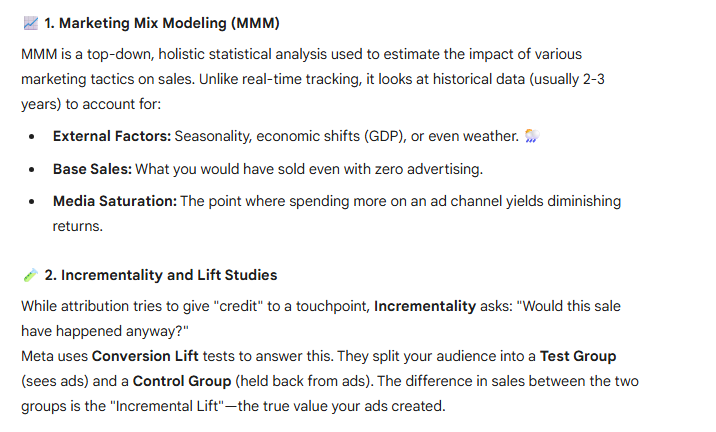 📈 1. Marketing Mix Modeling (MMM)
MMM is a top-down, holistic statistical analysis used to estimate the impact of various
marketing tactics on sales. Unlike real-time tracking, it looks at historical data (usually 2-3
years) to account for:
• External Factors: Seasonality, economic shifts (GDP), or even weather. ⛈️
• Base Sales: What you would have sold even with zero advertising.
• Media Saturation: The point where spending more on an ad channel yields diminishing
returns.
🧪 2. Incrementality and Lift Studies
While attribution tries to give "credit" to a touchpoint, Incrementality asks: "Would this sale
have happened anyway?"
Meta uses Conversion Lift tests to answer this. They split your audience into a Test Group
(sees ads) and a Control Group (held back from ads). The difference in sales between the two
groups is the "Incremental Lift"—the true value your ads created.